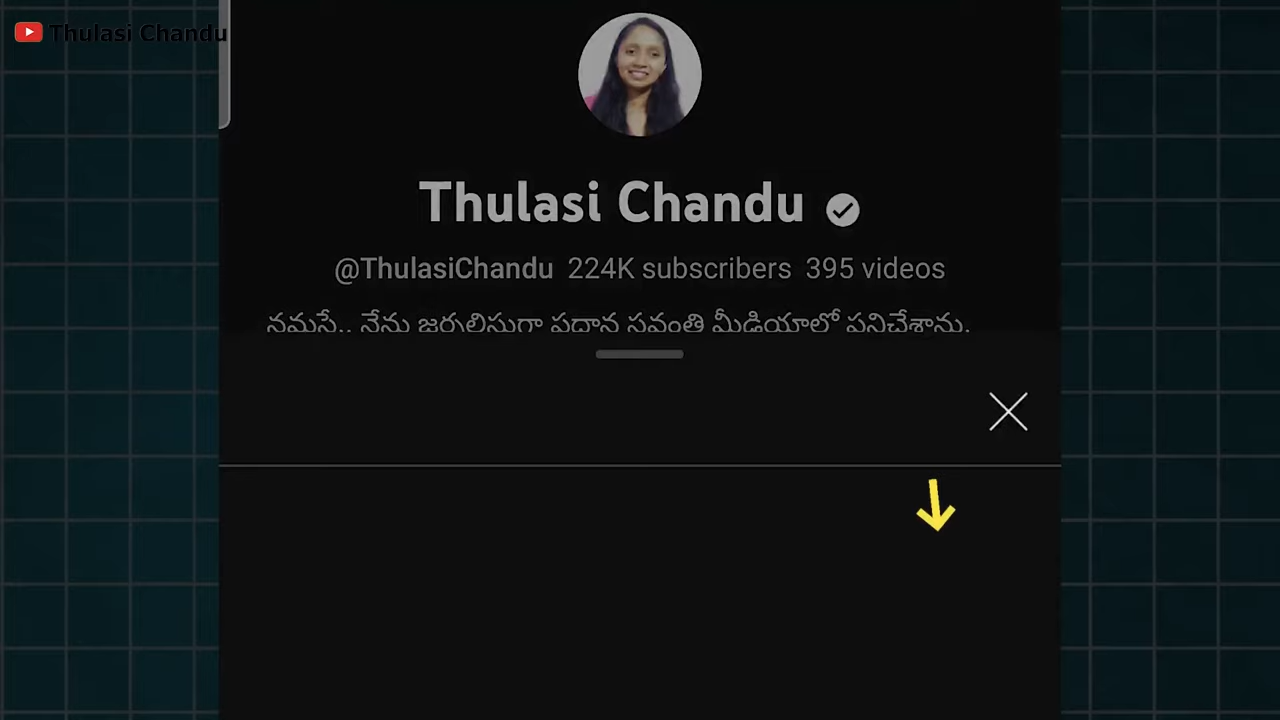 Thulasi Chandu
Thulasi Chandu
@ThulasiChandu 224K subscribers 395 videos
నమస్తే.. నేను జర్నలిస్టుగా ప్రధాన స్రవంతి మీడియాలో పనిచేశాను.